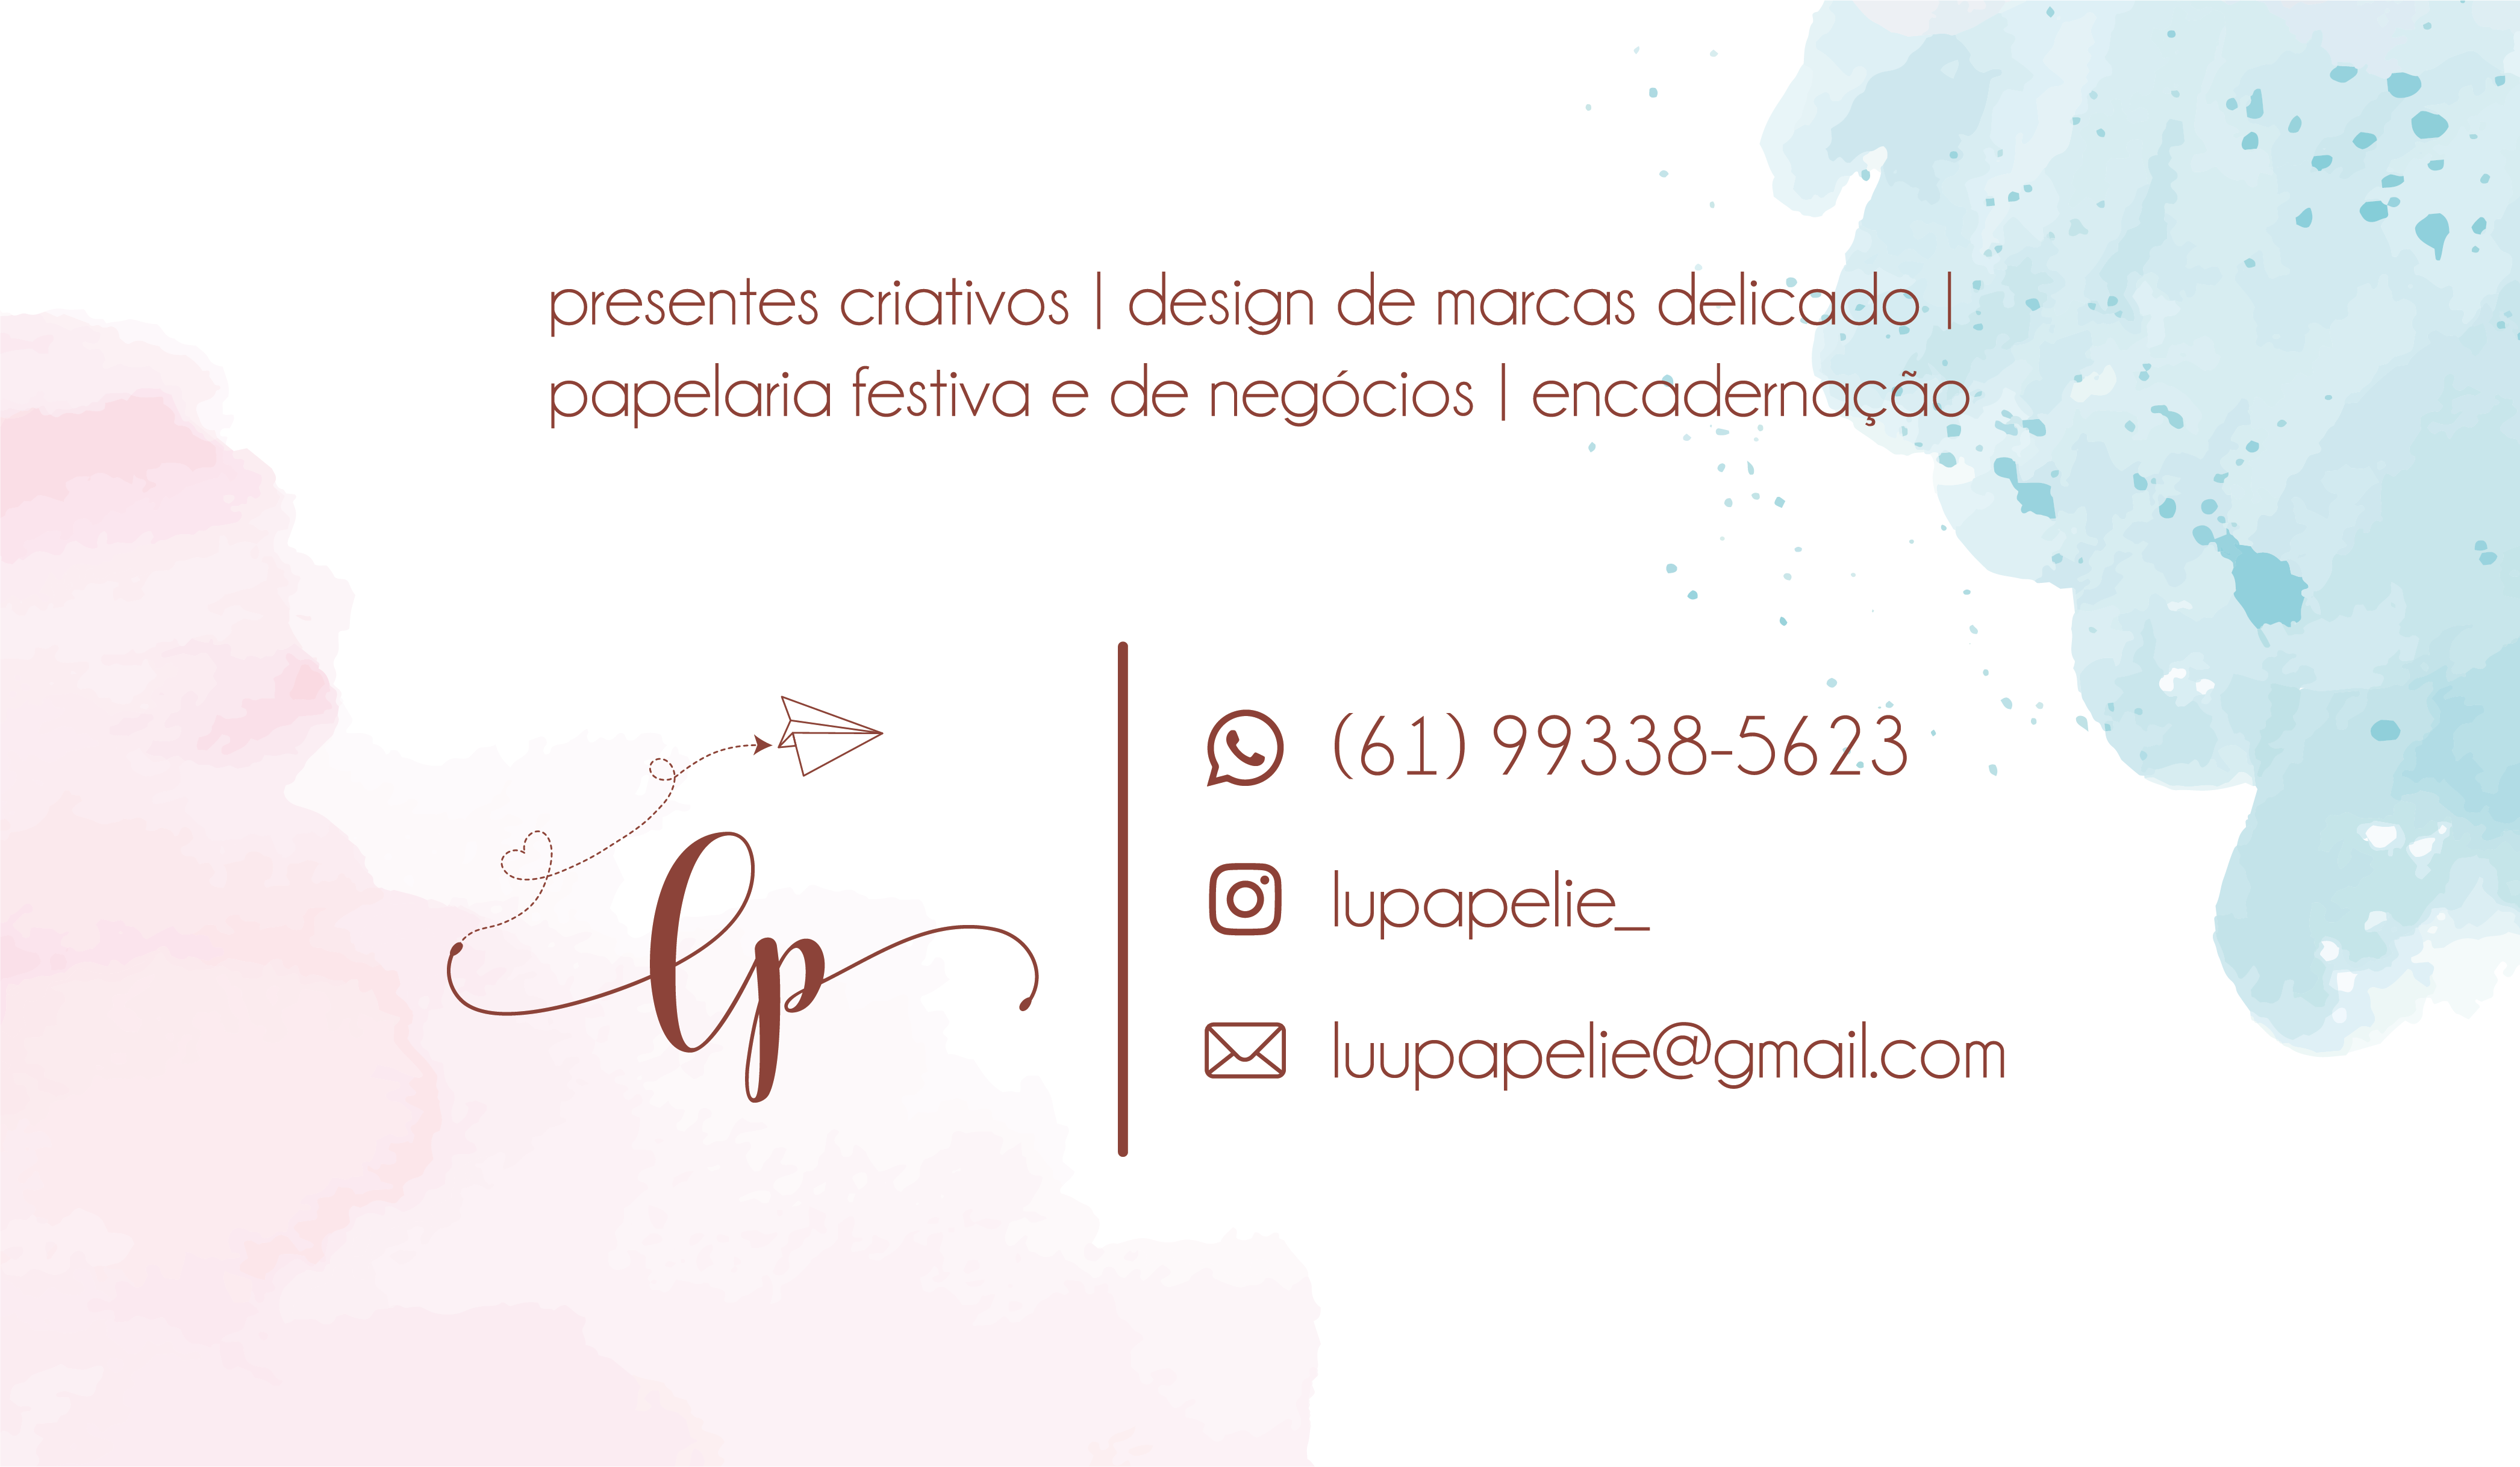 presentes criativos | design de marcas delicado |
papelaria festiva e de negócios | encadernação
lp
(61) 99338-5623
lupapelie_
luupapelie@gmail.com